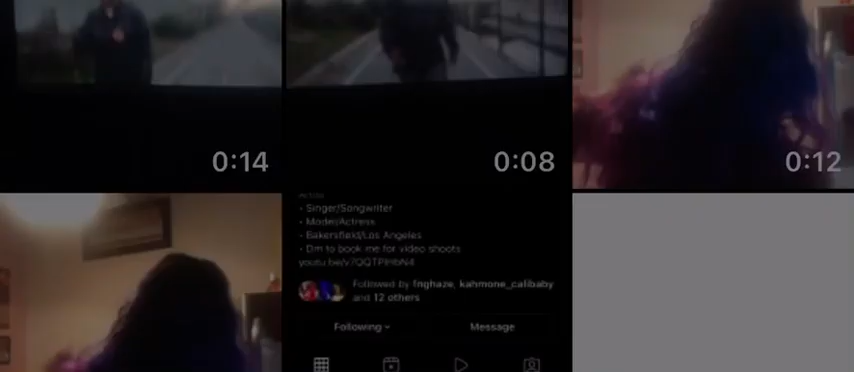 0:14
0:08
0:12
Artist
• Singer/Songwriter
• Model/Actress
• Bakersfield/Los Angeles
• Dm to book me for video shoots
Followed by fnghaze, kahmone_calibaby
and 12 others
Following
Message